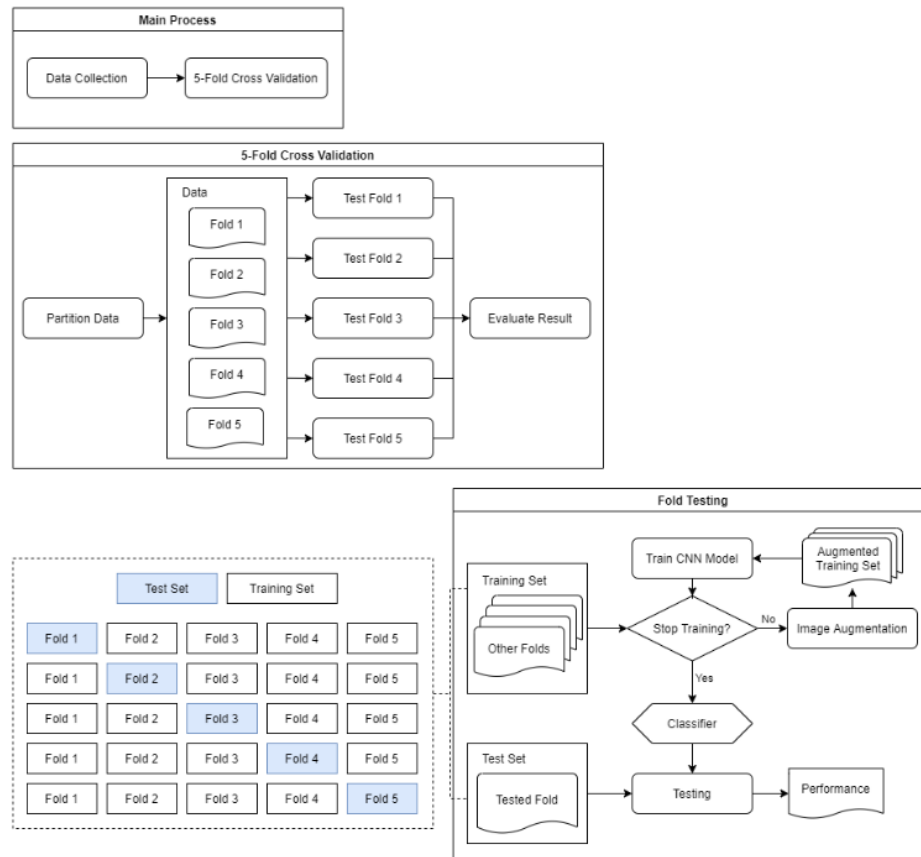 Main Process
Data Collection
5-Fold Cross Validation
5-Fold Cross Validation
Partition Data
Data
Fold 1
Fold 2
Fold 3
Fold 4
Fold 5
Test Fold 1
Test Fold 2
Test Fold 3
Test Fold 4
Test Fold 5
Evaluate Result
Test Set
Training Set
Fold 1 Fold 2 Fold 3 Fold 4 Fold 5
Fold 1 Fold 2 Fold 3 Fold 4 Fold 5
Fold 1 Fold 2 Fold 3 Fold 4 Fold 5
Fold 1 Fold 2 Fold 3 Fold 4 Fold 5
Fold 1 Fold 2 Fold 3 Fold 4 Fold 5
Fold Testing
Training Set
Other Folds
Train CNN Model
Augmented
Training Set
Stop Training?
No
Image Augmentation
Yes
Classifier
Test Set
Tested Fold
Testing
Performance